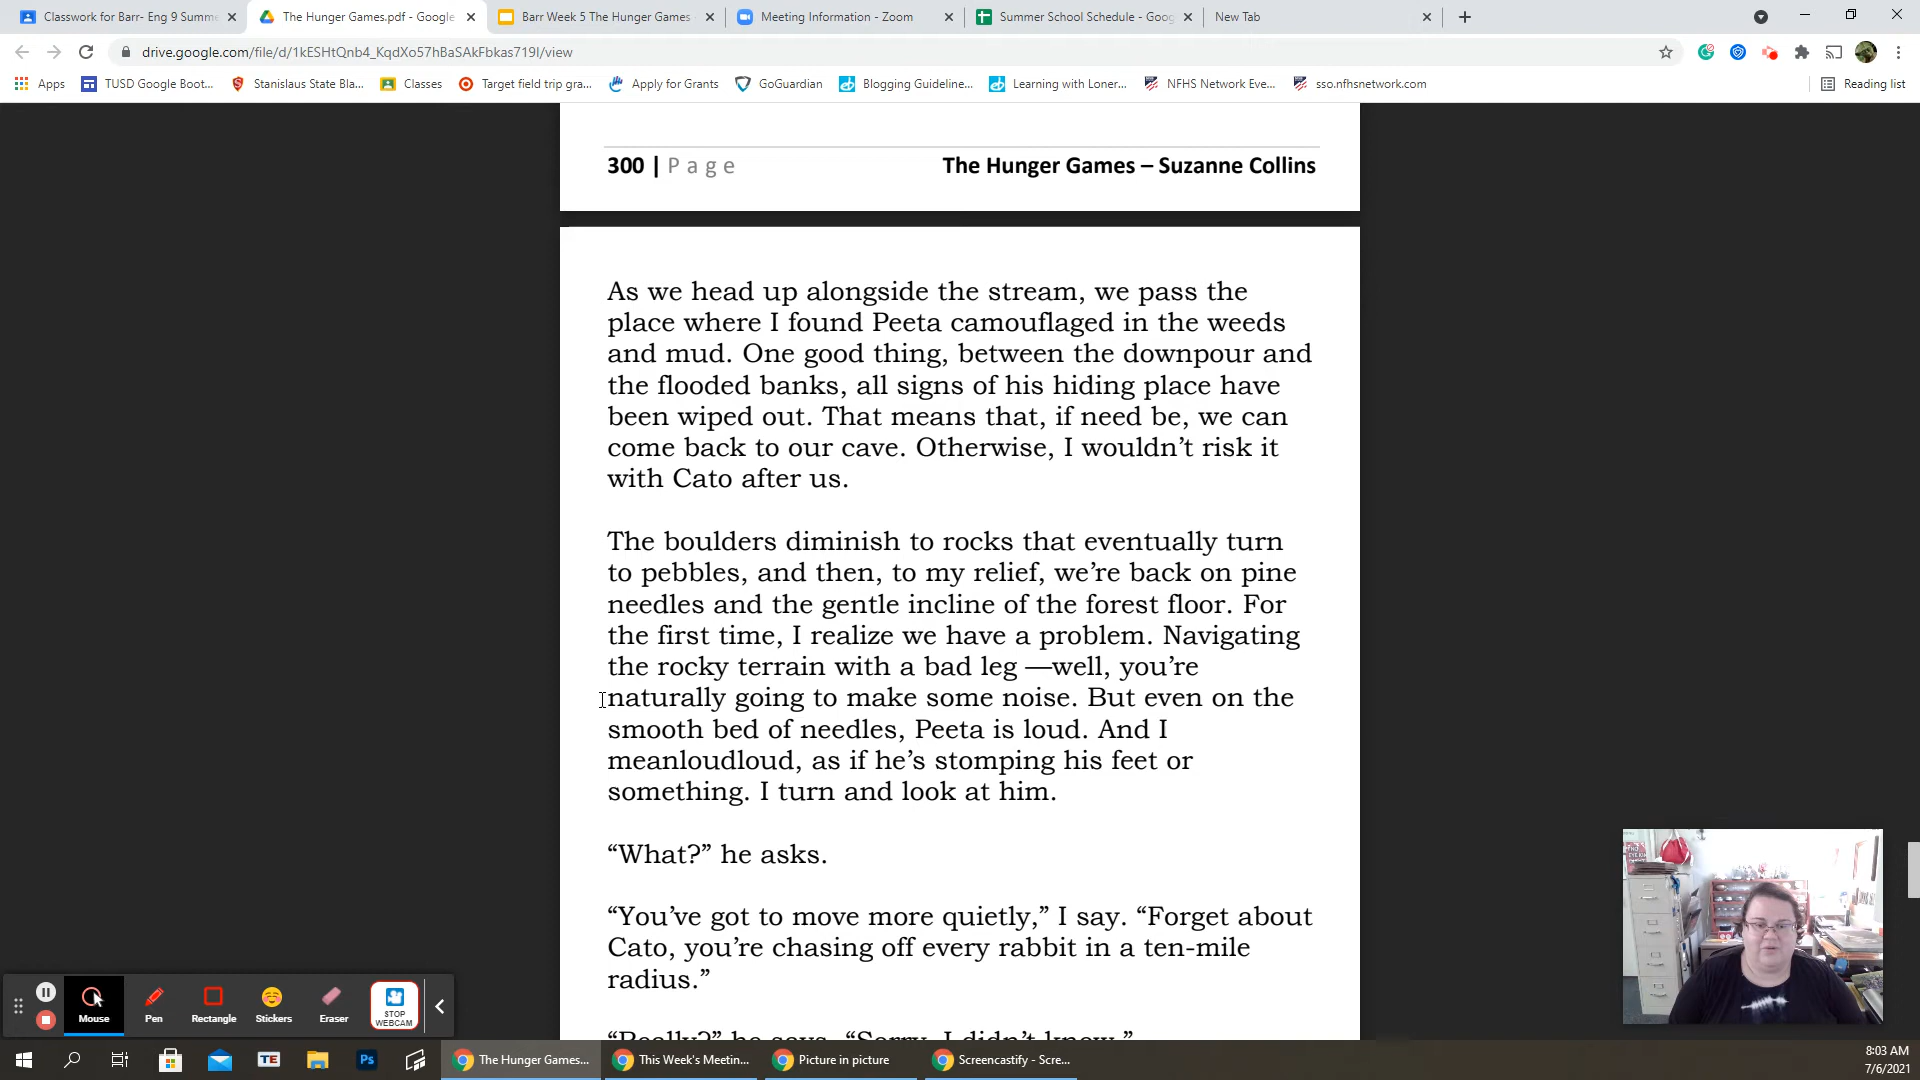 Classwork for Barr- Eng 9 Summe
The Hunger Games.pdf - Google
Barr Week 5 The Hunger Games
Meeting Information - Zoom
Summer School Schedule - Goog
New Tab
drive.google.com/file/d/1kESHtQnb4_KqdXo57hBaSAkFbkas719I/view
Apps
TUSD Google Boot...
Stanislaus State Bla...
Classes
Target field trip gra...
Apply for Grants
GoGuardian
Blogging Guideline...
Learning with Loner...
NFHS Network Eve...
sso.nfhsnetwork.com
Reading list
300 | Page
The Hunger Games – Suzanne Collins
As we head up alongside the stream, we pass the
place where I found Peeta camouflaged in the weeds
and mud. One good thing, between the downpour and
the flooded banks, all signs of his hiding place have
been wiped out. That means that, if need be, we can
come back to our cave. Otherwise, I wouldn’t risk it
with Cato after us.
The boulders diminish to rocks that eventually turn
to pebbles, and then, to my relief, we’re back on pine
needles and the gentle incline of the forest floor. For
the first time, I realize we have a problem. Navigating
the rocky terrain with a bad leg —well, you’re
naturally going to make some noise. But even on the
smooth bed of needles, Peeta is loud. And I
meanloudloud, as if he’s stomping his feet or
something. I turn and look at him.
“What?” he asks.
“You’ve got to move more quietly,” I say. “Forget about
Cato, you’re chasing off every rabbit in a ten-mile
radius.”
“Really?” he says. “Sorry, I didn’t know.”
Mouse
Pen
Rectangle
Stickers
Eraser
STOP
WEBCAM
TE
Ps
The Hunger Games...
This Week's Meetin...
Picture in picture
Screencastify - Scre...
8:03 AM
7/6/2021